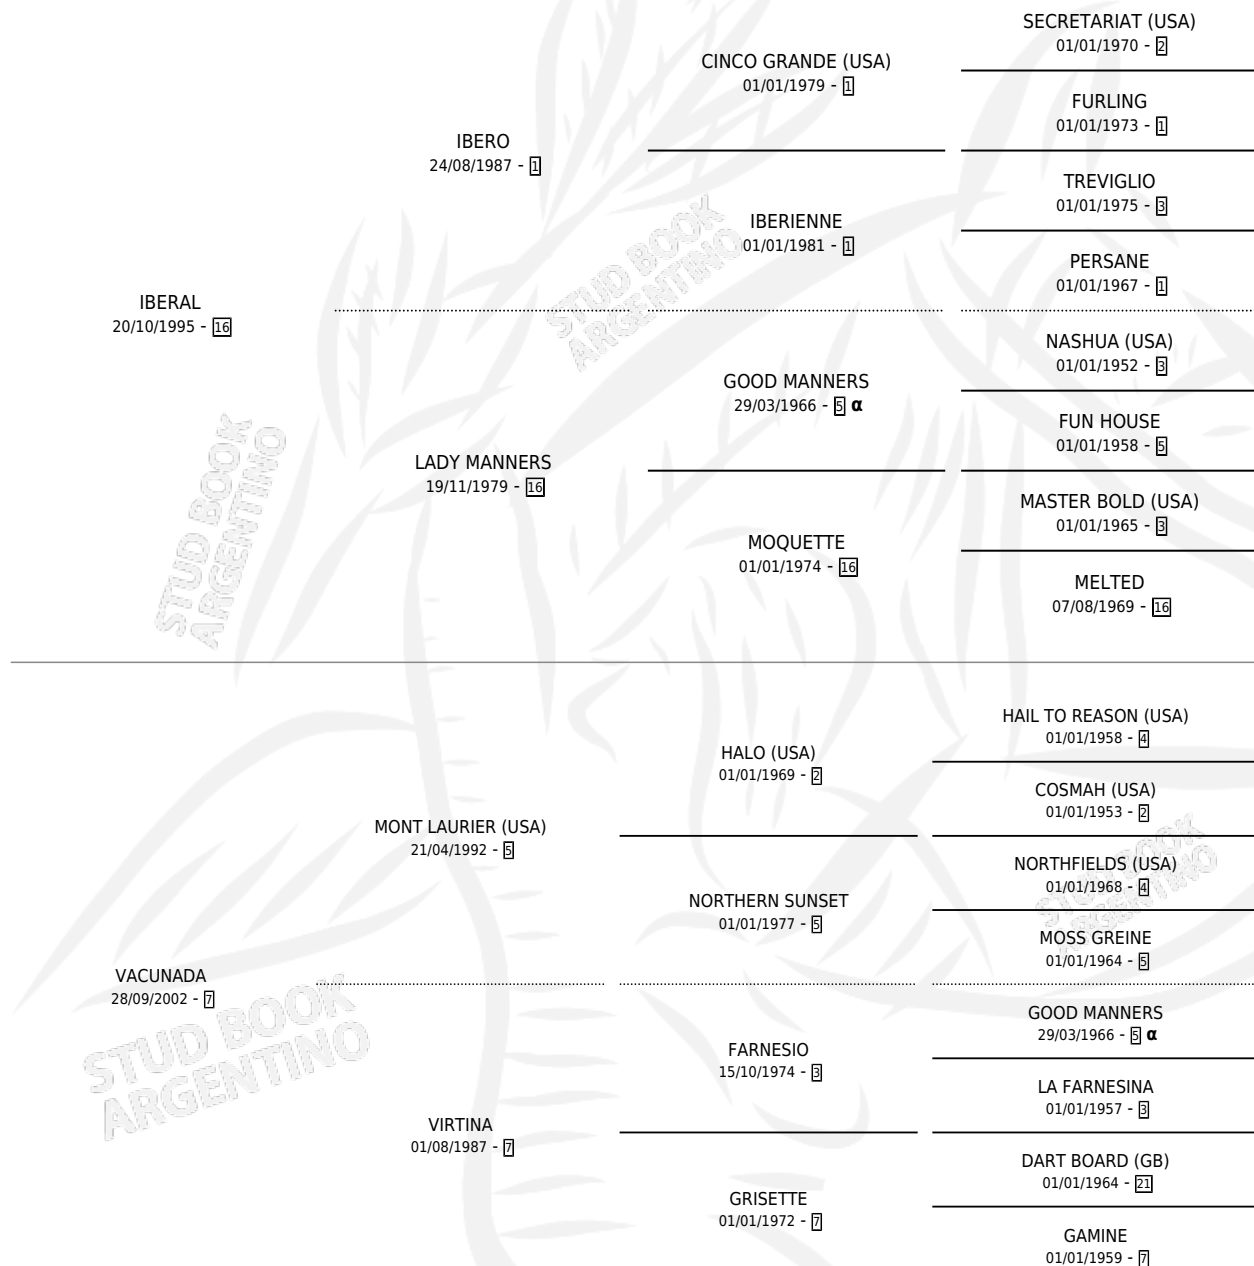 SECRETARIAT (USA)
01/01/1970 - 2
CINCO GRANDE (USA)
01/01/1979 - 1
FURLING
01/01/1973 - 1
IBERO
24/08/1987 - 1
TREVIGLIO
01/01/1975 - 3
IBERIENNE
01/01/1981 - 1
PERSANE
01/01/1967 - 1
IBERAL
20/10/1995 - 16
STUD BOOK
ARGENTINO
NASHUA (USA)
01/01/1952 - 3
GOOD MANNERS
29/03/1966 - 5 α
FUN HOUSE
01/01/1958 - 5
LADY MANNERS
19/11/1979 - 16
MASTER BOLD (USA)
01/01/1965 - 3
MOQUETTE
01/01/1974 - 16
MELTED
07/08/1969 - 16
STUD BOOK
ARGENTINO
HAIL TO REASON (USA)
01/01/1958 - 4
HALO (USA)
01/01/1969 - 2
COSMAH (USA)
01/01/1953 - 2
MONT LAURIER (USA)
21/04/1992 - 5
NORTHFIELDS (USA)
01/01/1968 - 4
STUD BOOK
ARGENTINO
NORTHERN SUNSET
01/01/1977 - 5
MOSS GREINE
01/01/1964 - 5
VACUNADA
28/09/2002 - 7
STUD BOOK
ARGENTINO
GOOD MANNERS
29/03/1966 - 5 α
FARNESIO
15/10/1974 - 3
LA FARNESINA
01/01/1957 - 3
VIRTINA
01/08/1987 - 7
DART BOARD (GB)
01/01/1964 - 21
GRISETTE
01/01/1972 - 7
GAMINE
01/01/1959 - 7